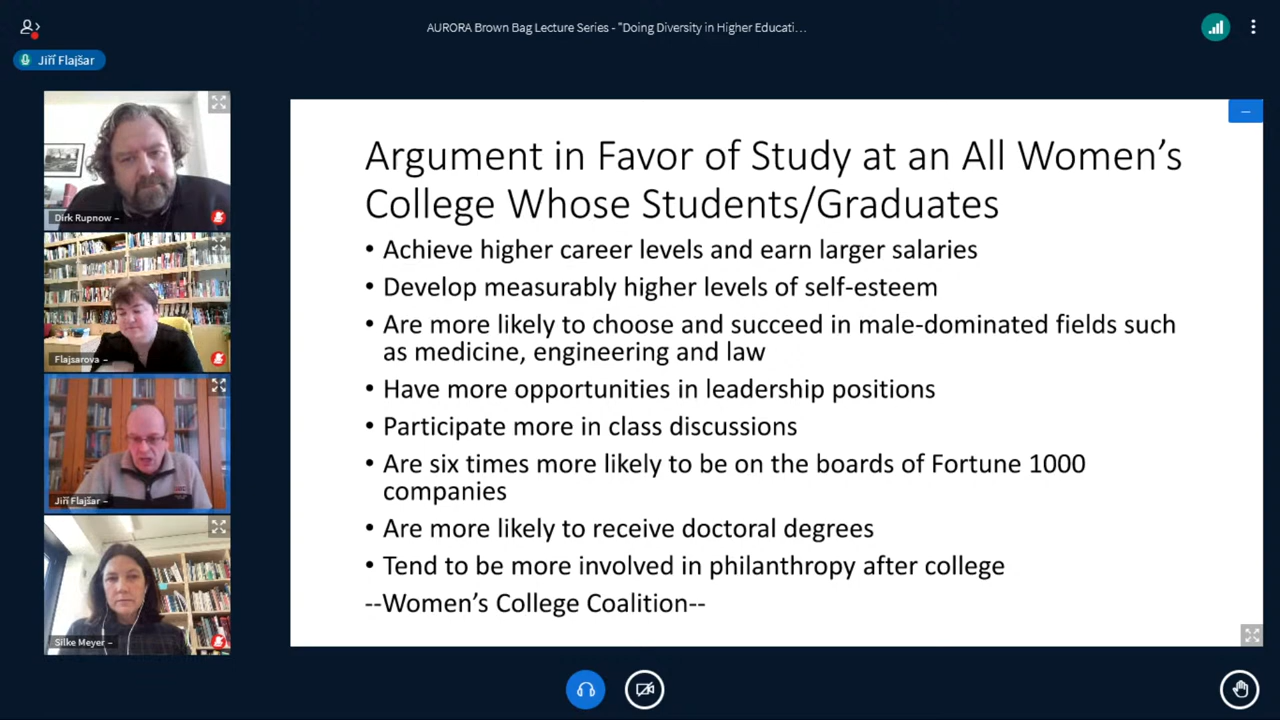 AURORA Brown Bag Lecture Series - "Doing Diversity in Higher Educati…
Jiří Flajšar
Dirk Rupnow –
Flajsarova –
Jiří Flajšar –
Silke Meyer –
Argument in Favor of Study at an All Women's
College Whose Students/Graduates
• Achieve higher career levels and earn larger salaries
• Develop measurably higher levels of self-esteem
• Are more likely to choose and succeed in male-dominated fields such
as medicine, engineering and law
• Have more opportunities in leadership positions
• Participate more in class discussions
• Are six times more likely to be on the boards of Fortune 1000
companies
• Are more likely to receive doctoral degrees
• Tend to be more involved in philanthropy after college
--Women's College Coalition--